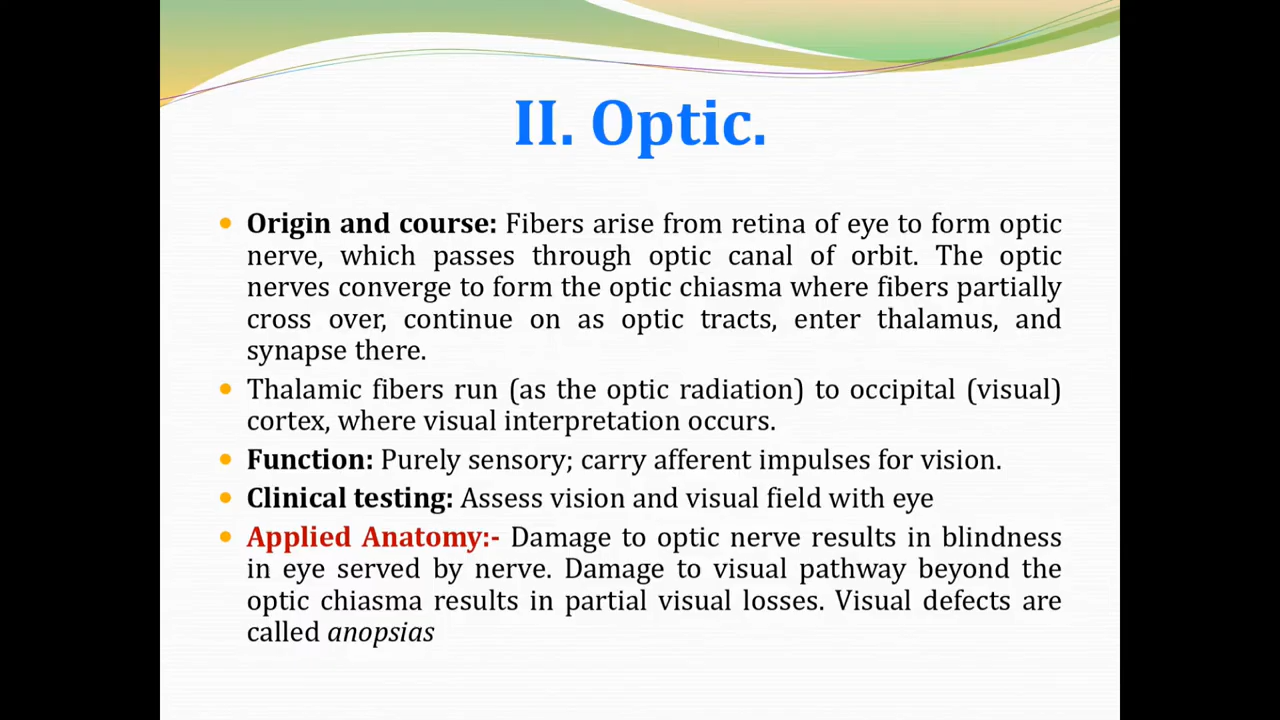 II. Optic.
• Origin and course: Fibers arise from retina of eye to form optic
nerve, which passes through optic canal of orbit. The optic
nerves converge to form the optic chiasma where fibers partially
cross over, continue on as optic tracts, enter thalamus, and
synapse there.
• Thalamic fibers run (as the optic radiation) to occipital (visual)
cortex, where visual interpretation occurs.
• Function: Purely sensory; carry afferent impulses for vision.
• Clinical testing: Assess vision and visual field with eye
• Applied Anatomy:- Damage to optic nerve results in blindness
in eye served by nerve. Damage to visual pathway beyond the
optic chiasma results in partial visual losses. Visual defects are
called anopsias